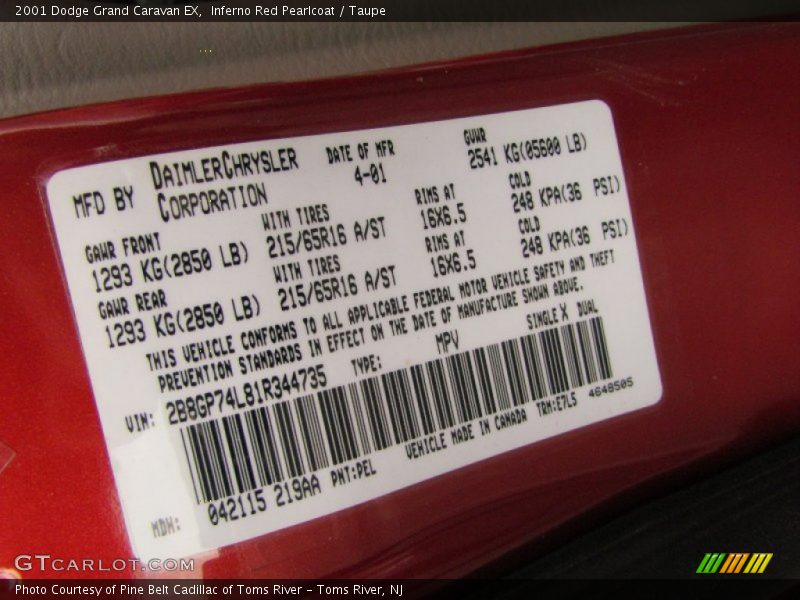 2001 Dodge Grand Caravan EX,  Inferno Red Pearlcoat / Taupe
MFD BY DAIMLERCHRYSLER CORPORATION
DATE OF MFR 4-01
GVWR 2541 KG(05600 LB)
GAWR FRONT 1293 KG(2850 LB)
WITH TIRES 215/65R16 A/ST
RIMS AT 16X6.5
COLD 248 KPA(36 PSI)
GAWR REAR 1293 KG(2850 LB)
WITH TIRES 215/65R16 A/ST
RIMS AT 16X6.5
COLD 248 KPA(36 PSI)
THIS VEHICLE CONFORMS TO ALL APPLICABLE FEDERAL MOTOR VEHICLE SAFETY AND THEFT
PREVENTION STANDARDS IN EFFECT ON THE DATE OF MANUFACTURE SHOWN ABOVE.
VIN: 2B8GP74L81R344735 TYPE: MPV SINGLE X DUAL
MDH: 042115 219AA PNT:PEL VEHICLE MADE IN CANADA TRM:E7L5 4648505
GTCARLOT.COM
Photo Courtesy of Pine Belt Cadillac of Toms River – Toms River, NJ